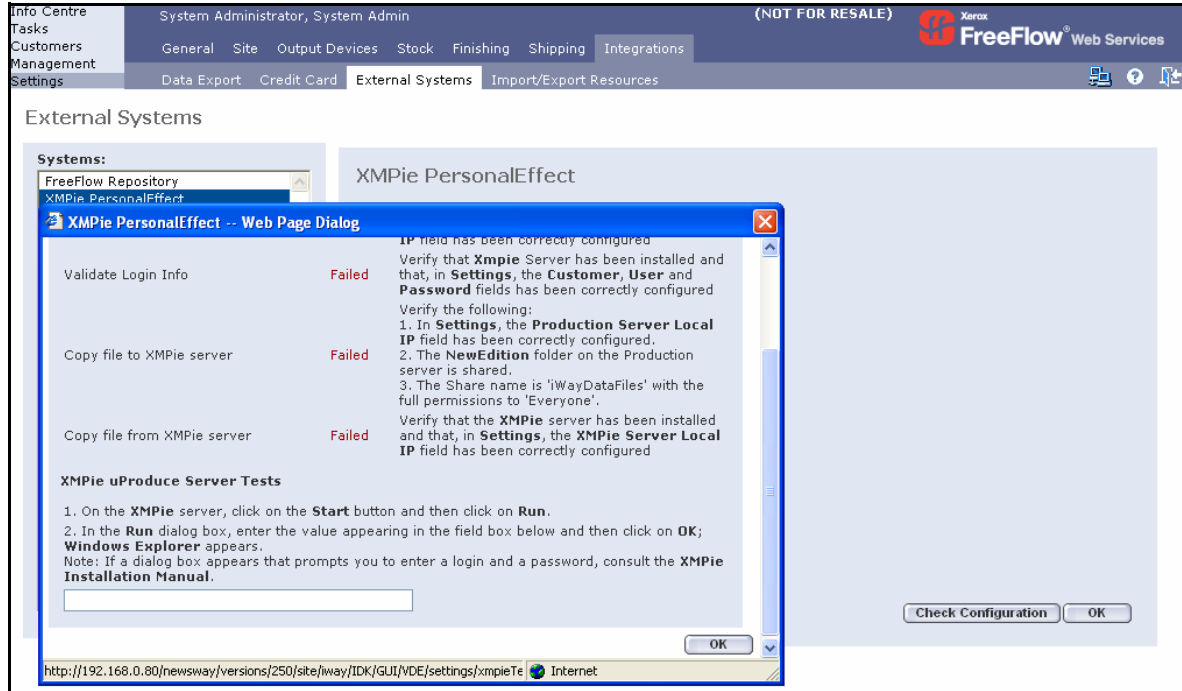 Info Centre
Tasks
Customers
Management
Settings
System Administrator, System Admin
(NOT FOR RESALE)
Xerox
FreeFlow® Web Services
General Site Output Devices Stock Finishing Shipping Integrations
Data Export Credit Card External Systems Import/Export Resources
External Systems
Systems:
FreeFlow Repository
XMPie PersonalEffect
XMPie PersonalEffect
XMPie PersonalEffect -- Web Page Dialog
IP field has been correctly configured
Validate Login Info
Failed
Verify that Xmpie Server has been installed and
that, in Settings, the Customer, User and
Password fields has been correctly configured
Copy file to XMPie server
Failed
Verify the following:
1. In Settings, the Production Server Local
IP field has been correctly configured.
2. The NewEdition folder on the Production
server is shared.
3. The Share name is 'iWayDataFiles' with the
full permissions to 'Everyone'.
Copy file from XMPie server
Failed
Verify that the XMPie server has been installed
and that, in Settings, the XMPie Server Local
IP field has been correctly configured
XMPie uProduce Server Tests
1. On the XMPie server, click on the Start button and then click on Run.
2. In the Run dialog box, enter the value appearing in the field box below and then click on OK;
Windows Explorer appears.
Note: If a dialog box appears that prompts you to enter a login and a password, consult the XMPie
Installation Manual.
OK
http://192.168.0.80/newsway/versions/250/site/iway/IDK/GUI/VDE/settings/xmpieTe
Internet
Check Configuration
OK